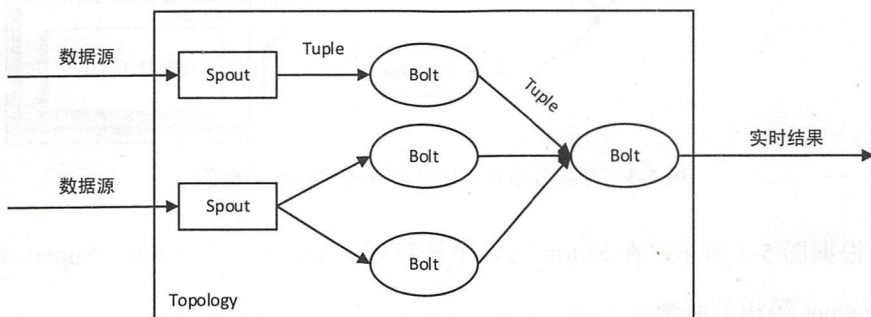 数据源
Spout
Tuple
Bolt
Tuple
Bolt
Bolt
实时结果
数据源
Spout
Bolt
Topology